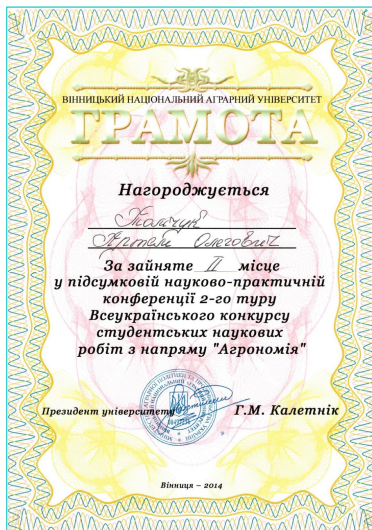 ВІННИЦЬКИЙ НАЦІОНАЛЬНИЙ АГРАРНИЙ УНІВЕРСИТЕТ
ГРАМОТА
Нагороджується
Олегович
За зайняте II місце
у підсумковій науково-практичній
конференції 2-го туру
Всеукраїнського конкурсу
студентських наукових
робіт з напряму "Агрономія"
Президент університету Г.М. Калетнік
Вінниця – 2014